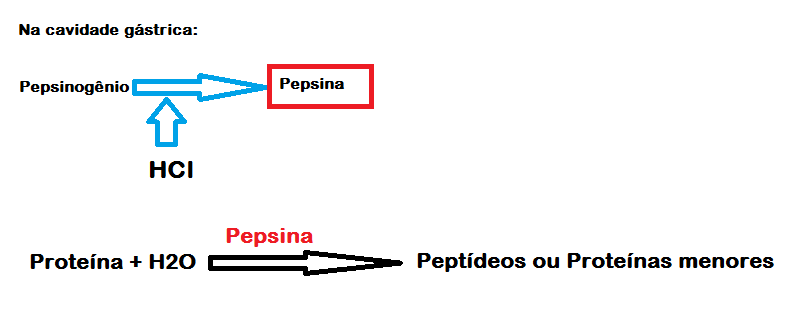 Na cavidade gástrica:
Pepsinogênio
Pepsina
HCl
Pepsina
Proteína + H2O
Peptídeos ou Proteínas menores